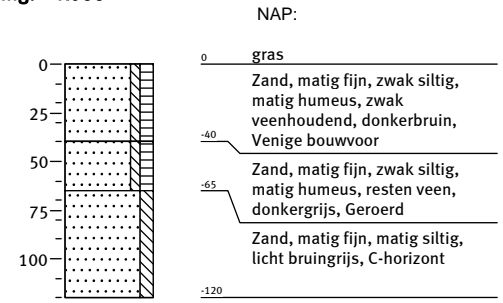 NAP:
0
gras
0
25
50
75
100
Zand, matig fijn, zwak siltig,
matig humeus, zwak
veenhoudend, donkerbruin,
Venige bouwvoor
-40
Zand, matig fijn, zwak siltig,
matig humeus, resten veen,
donkergrijs, Geroerd
-65
Zand, matig fijn, matig siltig,
licht bruingrijs, C-horizont
-120